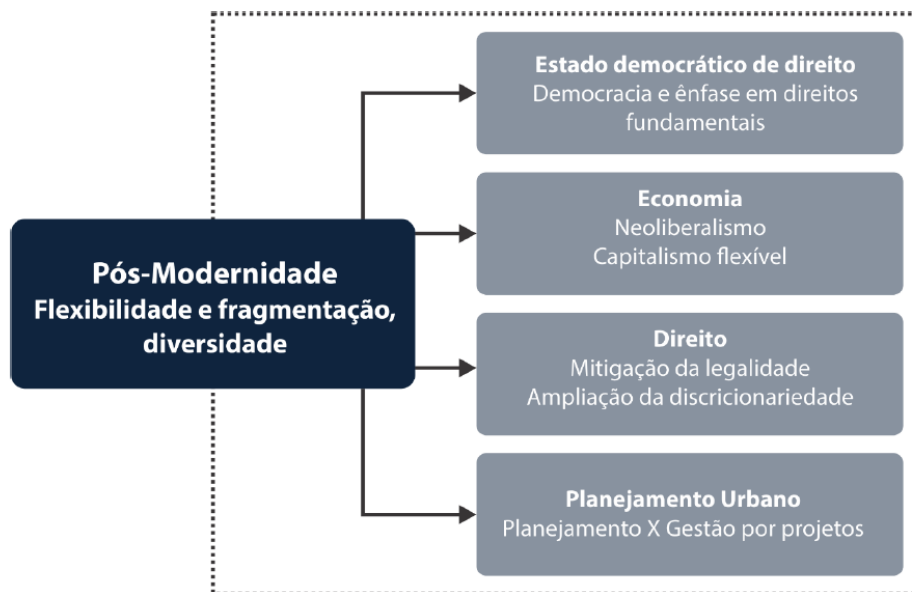 Estado democrático de direito
Democracia e ênfase em direitos
fundamentais
Economia
Neoliberalismo
Capitalismo flexível
Pós-Modernidade
Flexibilidade e fragmentação,
diversidade
Direito
Mitigação da legalidade
Ampliação da discricionariedade
Planejamento Urbano
Planejamento X Gestão por projetos